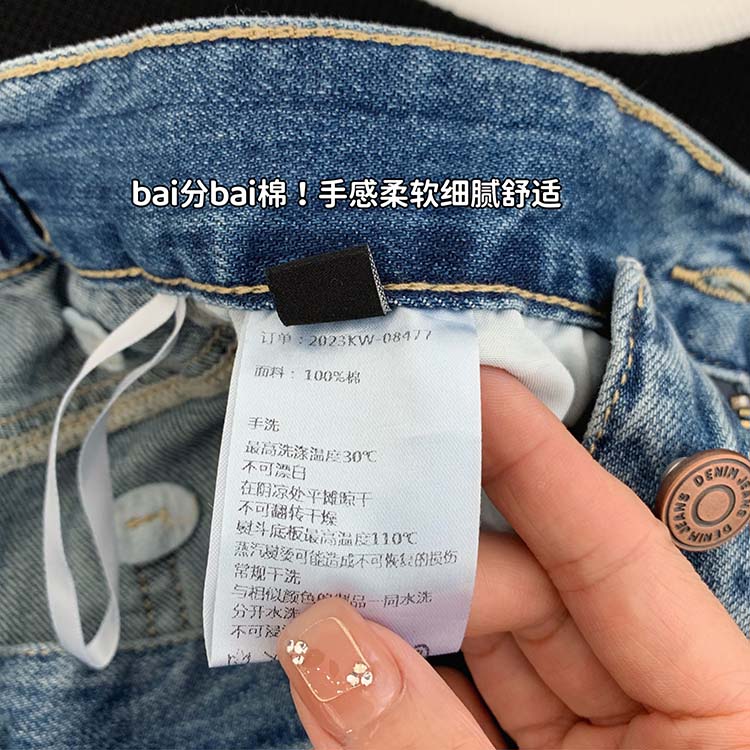 bai分bai棉！手感柔软细腻舒适
订单：2023KW-08477
面料：100%棉
手洗
最高洗涤温度30℃
不可漂白
在阴凉处平摊晾干
不可翻转干燥
熨斗底板最高温度110℃
蒸汽熨烫可能造成不可恢复的损伤
常规干洗
与相似颜色的制品一同水洗
分开水洗
不可浸
DENIM JEANS DENIM JEANS